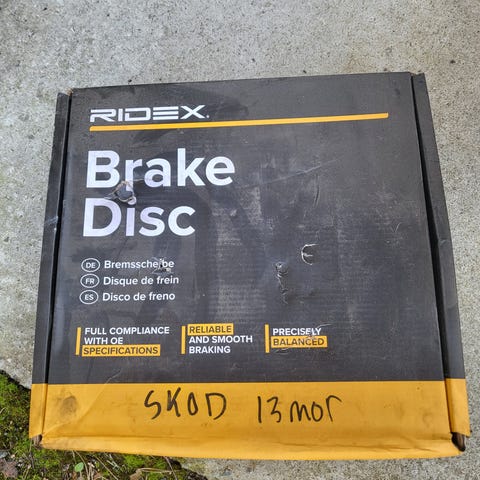 RIDEX
Brake
Disc
DE Bremsscheibe
FR Disque de frein
ES Disco de freno
FULL COMPLIANCE
WITH OE
SPECIFICATIONS
RELIABLE
AND SMOOTH
BRAKING
PRECISELY
BALANCED
SKOD 13mor